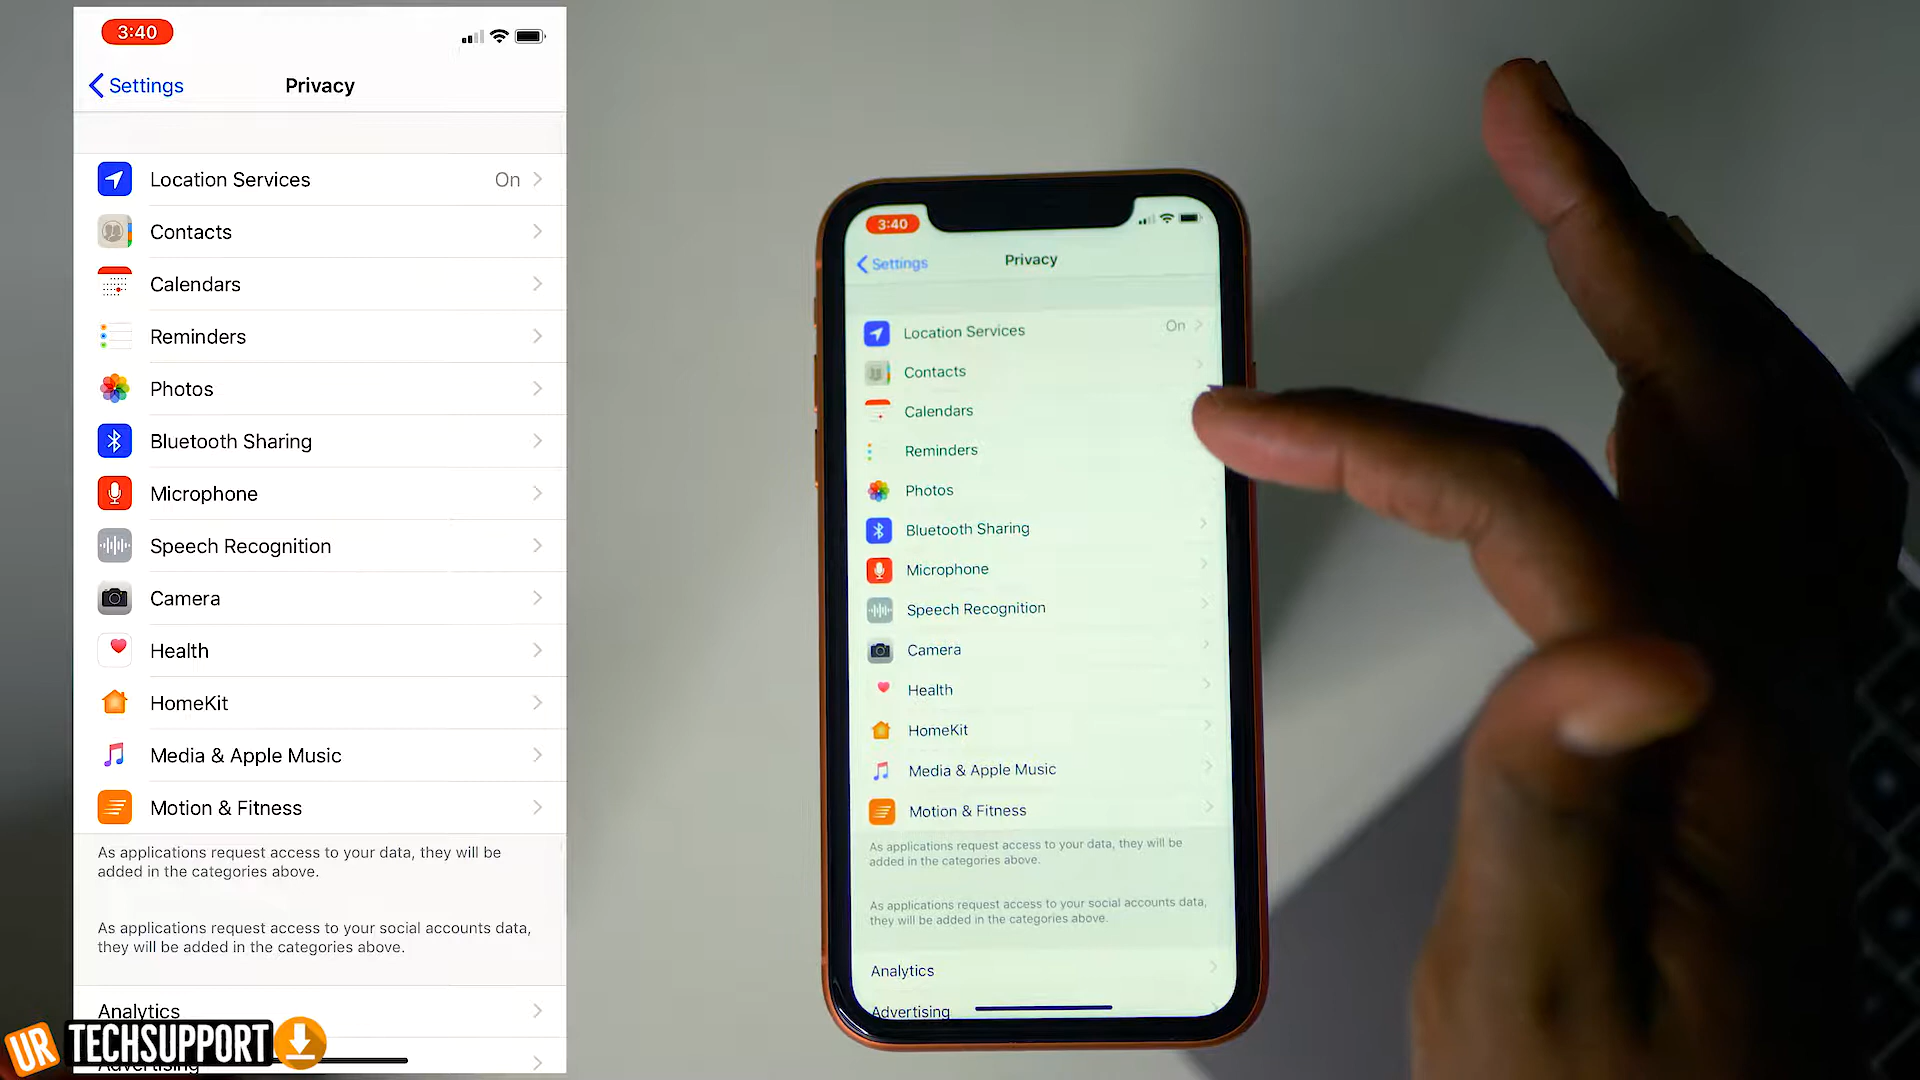 3:40
Settings
Privacy
Location Services
On
Contacts
Calendars
Reminders
Photos
Bluetooth Sharing
Microphone
Speech Recognition
Camera
Health
HomeKit
Media & Apple Music
Motion & Fitness
As applications request access to your data, they will be
added in the categories above.
As applications request access to your social accounts data,
they will be added in the categories above.
Analytics
Advertising
UR TECHSUPPORT
3:40
Settings
Privacy
Location Services
On
Contacts
Calendars
Reminders
Photos
Bluetooth Sharing
Microphone
Speech Recognition
Camera
Health
HomeKit
Media & Apple Music
Motion & Fitness
As applications request access to your data, they will be
added in the categories above.
As applications request access to your social accounts data,
they will be added in the categories above.
Analytics
Advertising